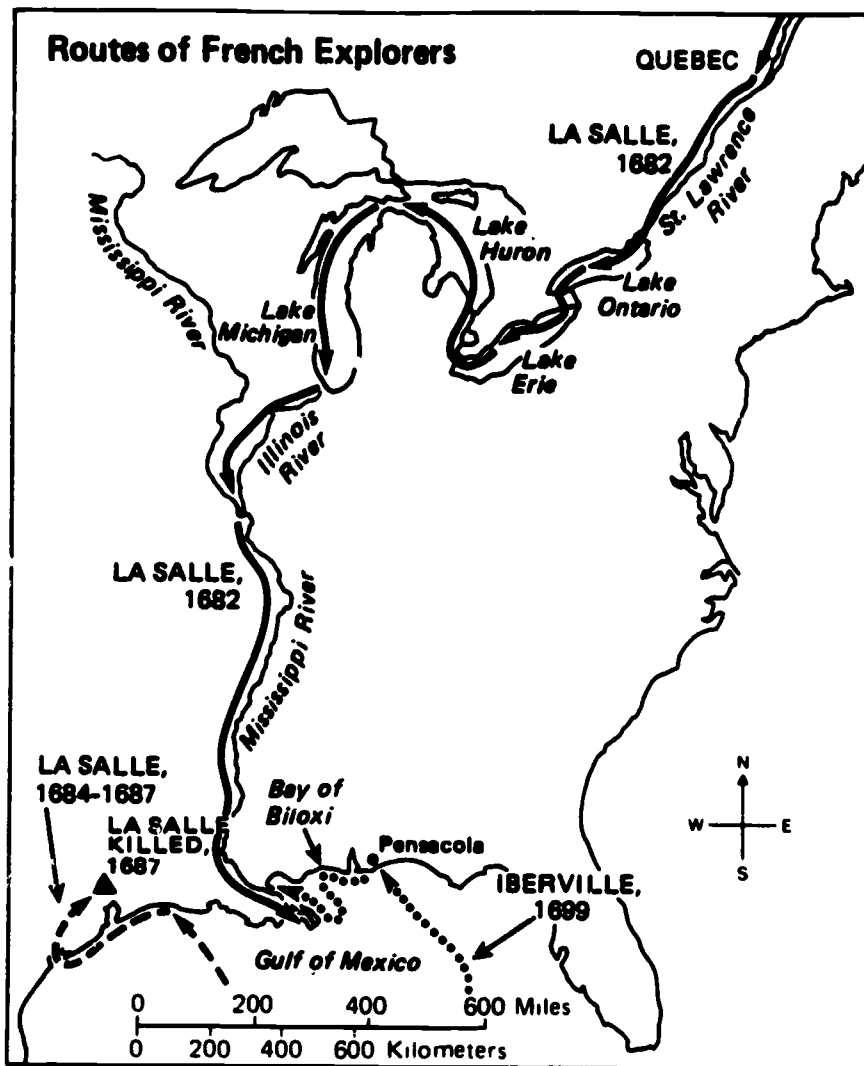 Routes of French Explorers
QUEBEC
LA SALLE,
1682
St. Lawrence
River
Mississippi River
Lake
Huron
Lake
Ontario
Lake
Michigan
Lake
Erie
Illinois
River
LA SALLE,
1682
Mississippi River
LA SALLE,
1684-1687
LA SALLE
KILLED,
1687
Bay of
Biloxi
Pensacola
N
W E
S
IBERVILLE,
1699
Gulf of Mexico
0 200 400 600 Miles
0 200 400 600 Kilometers